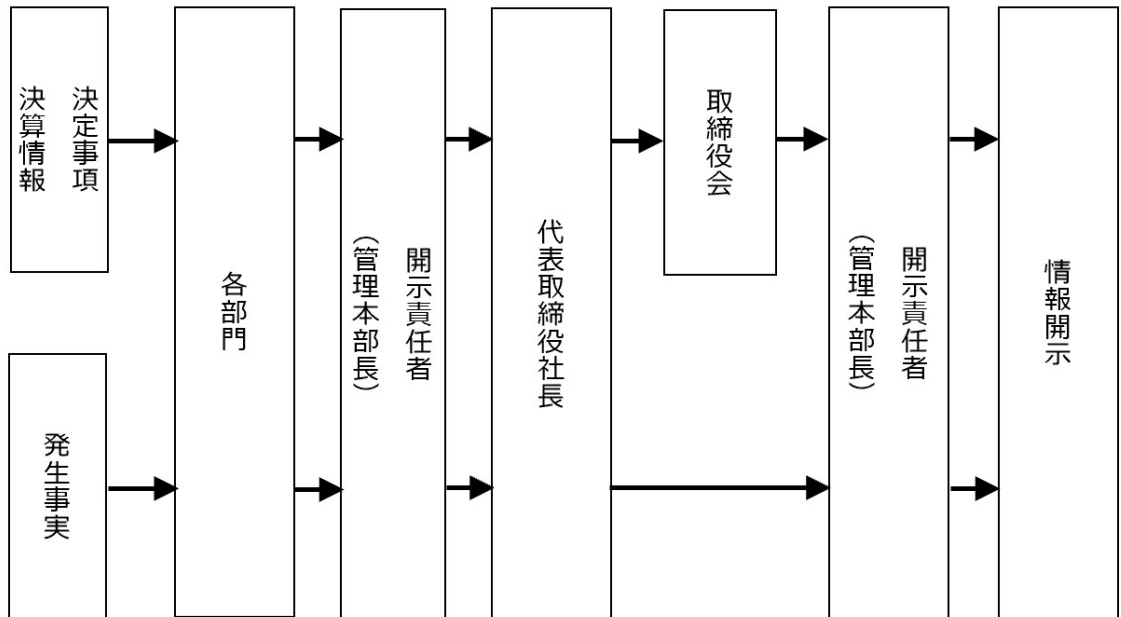 決定事項
決算情報
発生事実
各部門
開示責任者
（管理本部長）
代表取締役社長
取締役会
開示責任者
（管理本部長）
情報開示